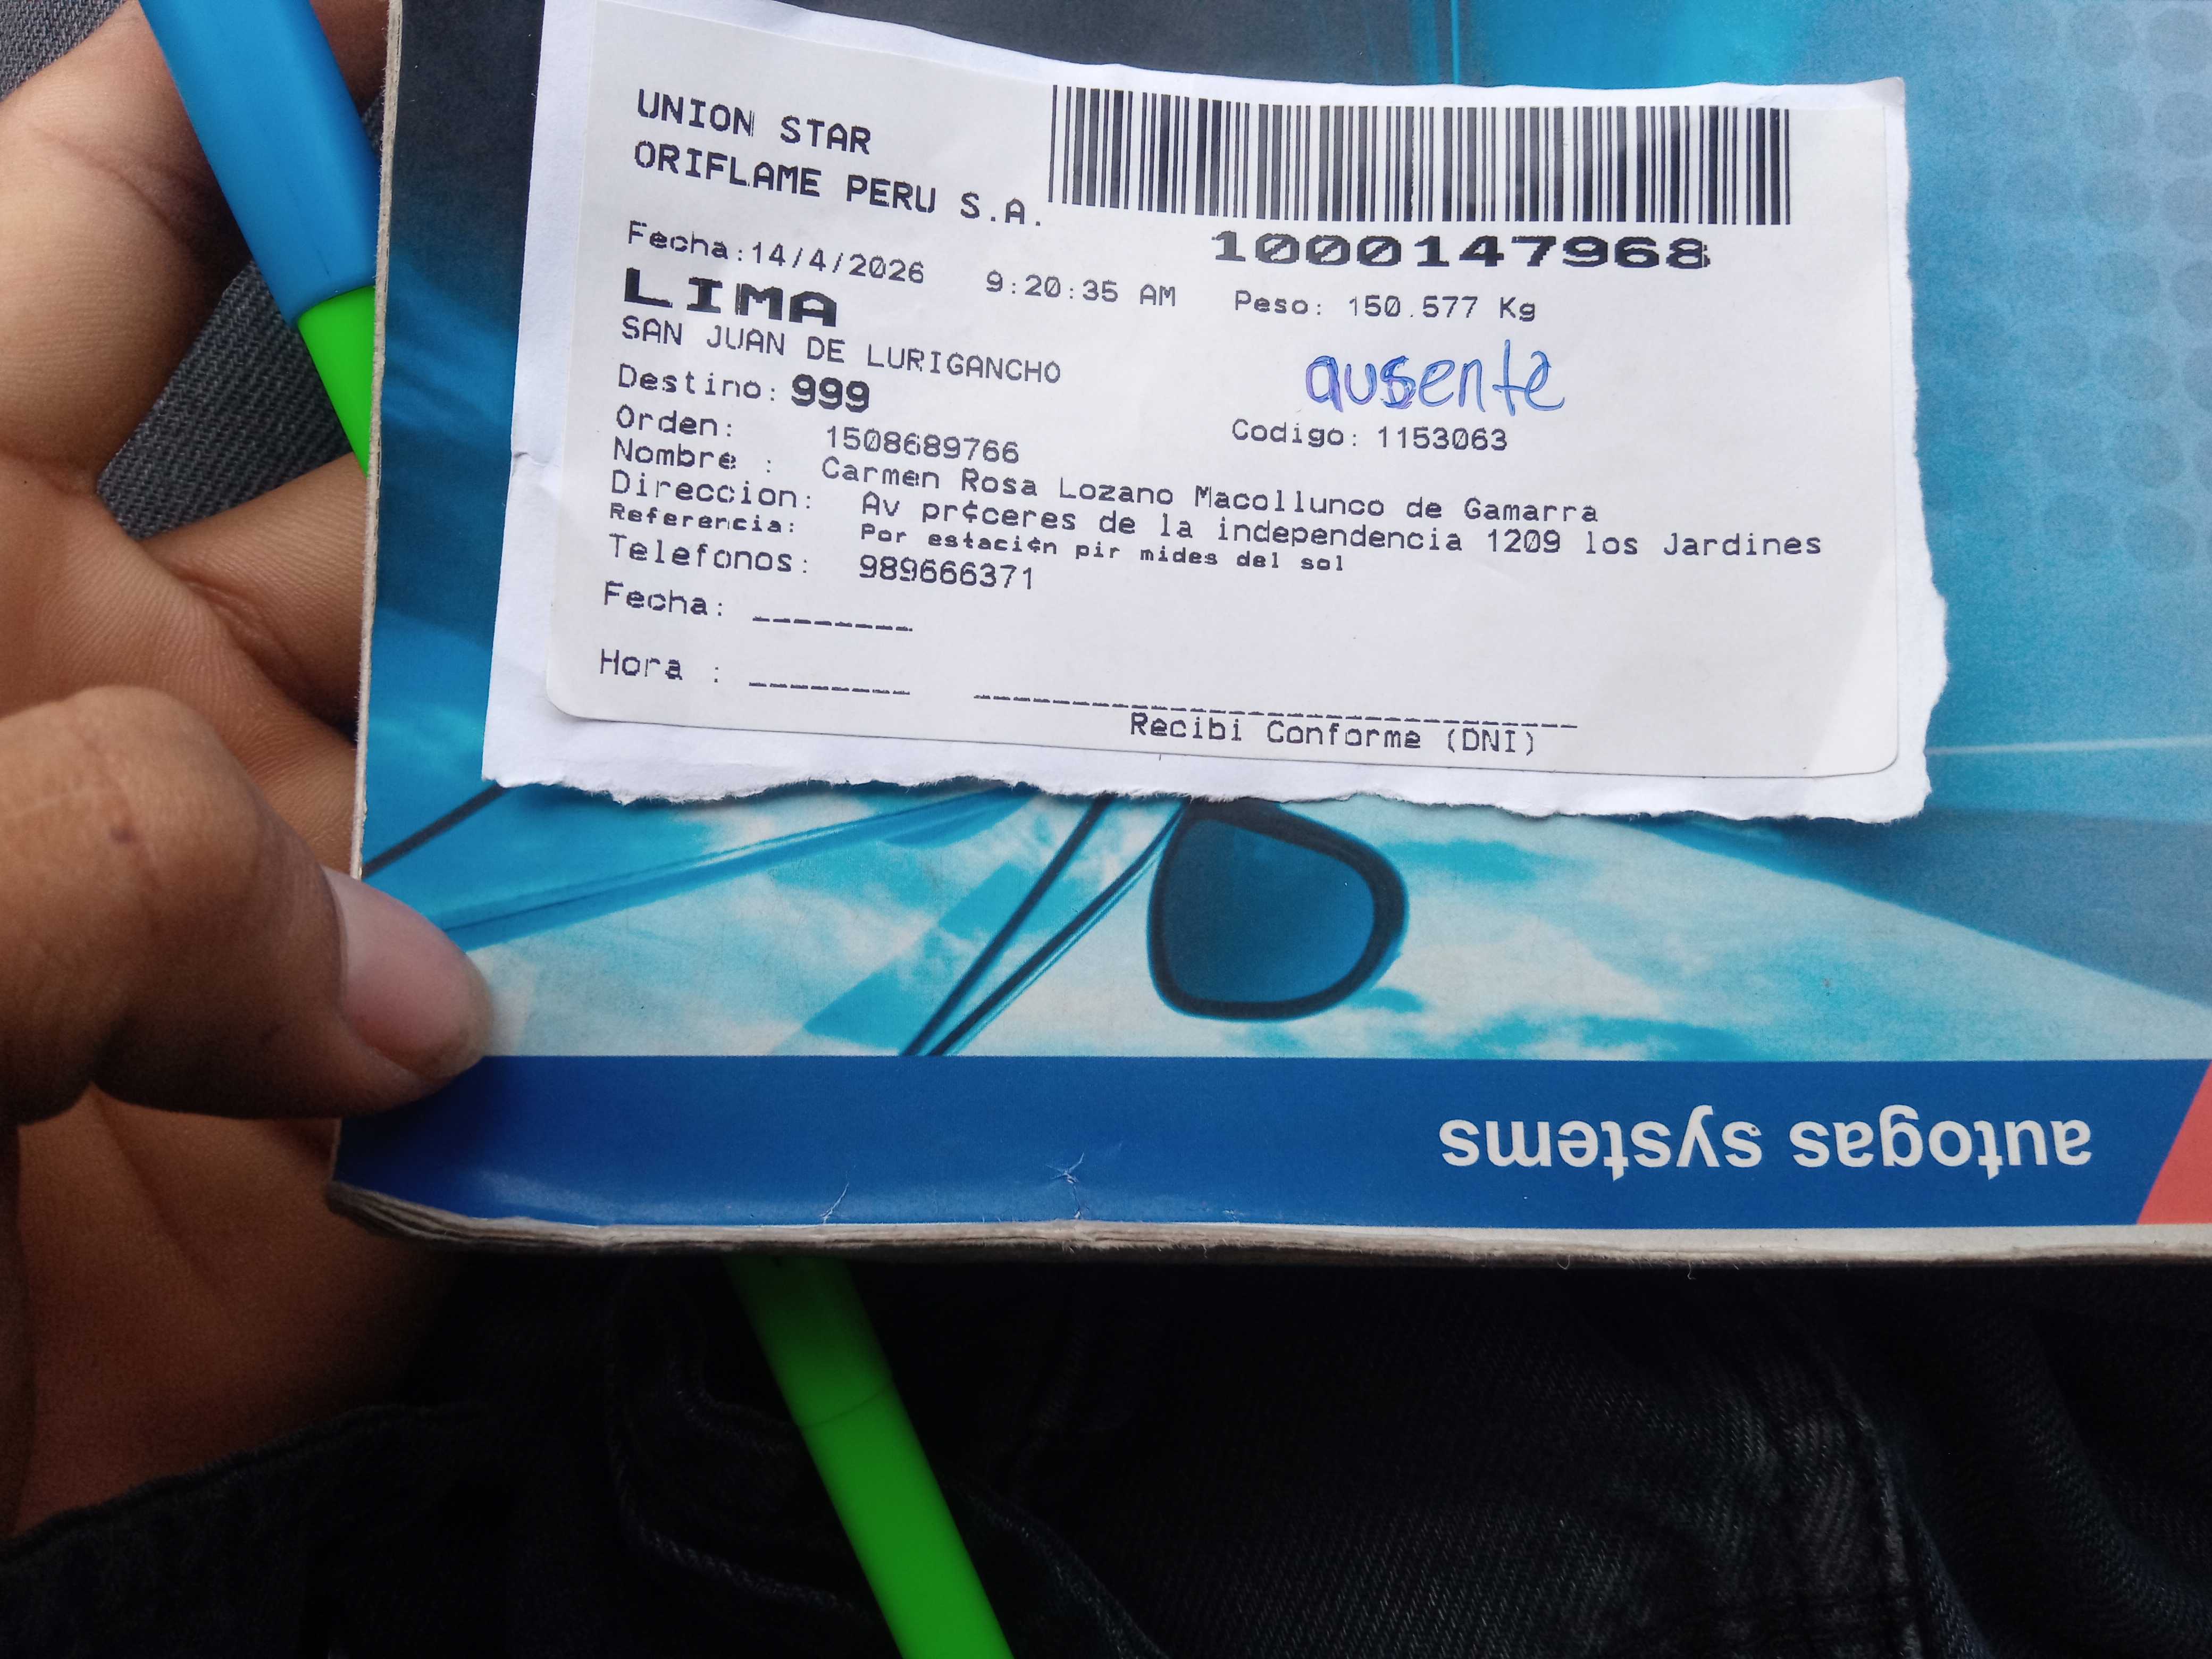 UNION STAR
ORIFLAME PERU S.A.
1000147968
Fecha:14/4/2026 9:20:35 AM Peso: 150.577 Kg
LIMA
SAN JUAN DE LURIGANCHO
ausente
Destino: 999
Orden: 1508689766 Codigo: 1153063
Nombre : Carmen Rosa Lozano Macollunco de Gamarra
Direccion: Av pr¢ceres de la independencia 1209 los Jardines
Referencia: Por estaci¢n pir mides del sol
Telefonos: 989666371
Fecha: ________
Hora : ________
Recibi Conforme (DNI)
autogas systems